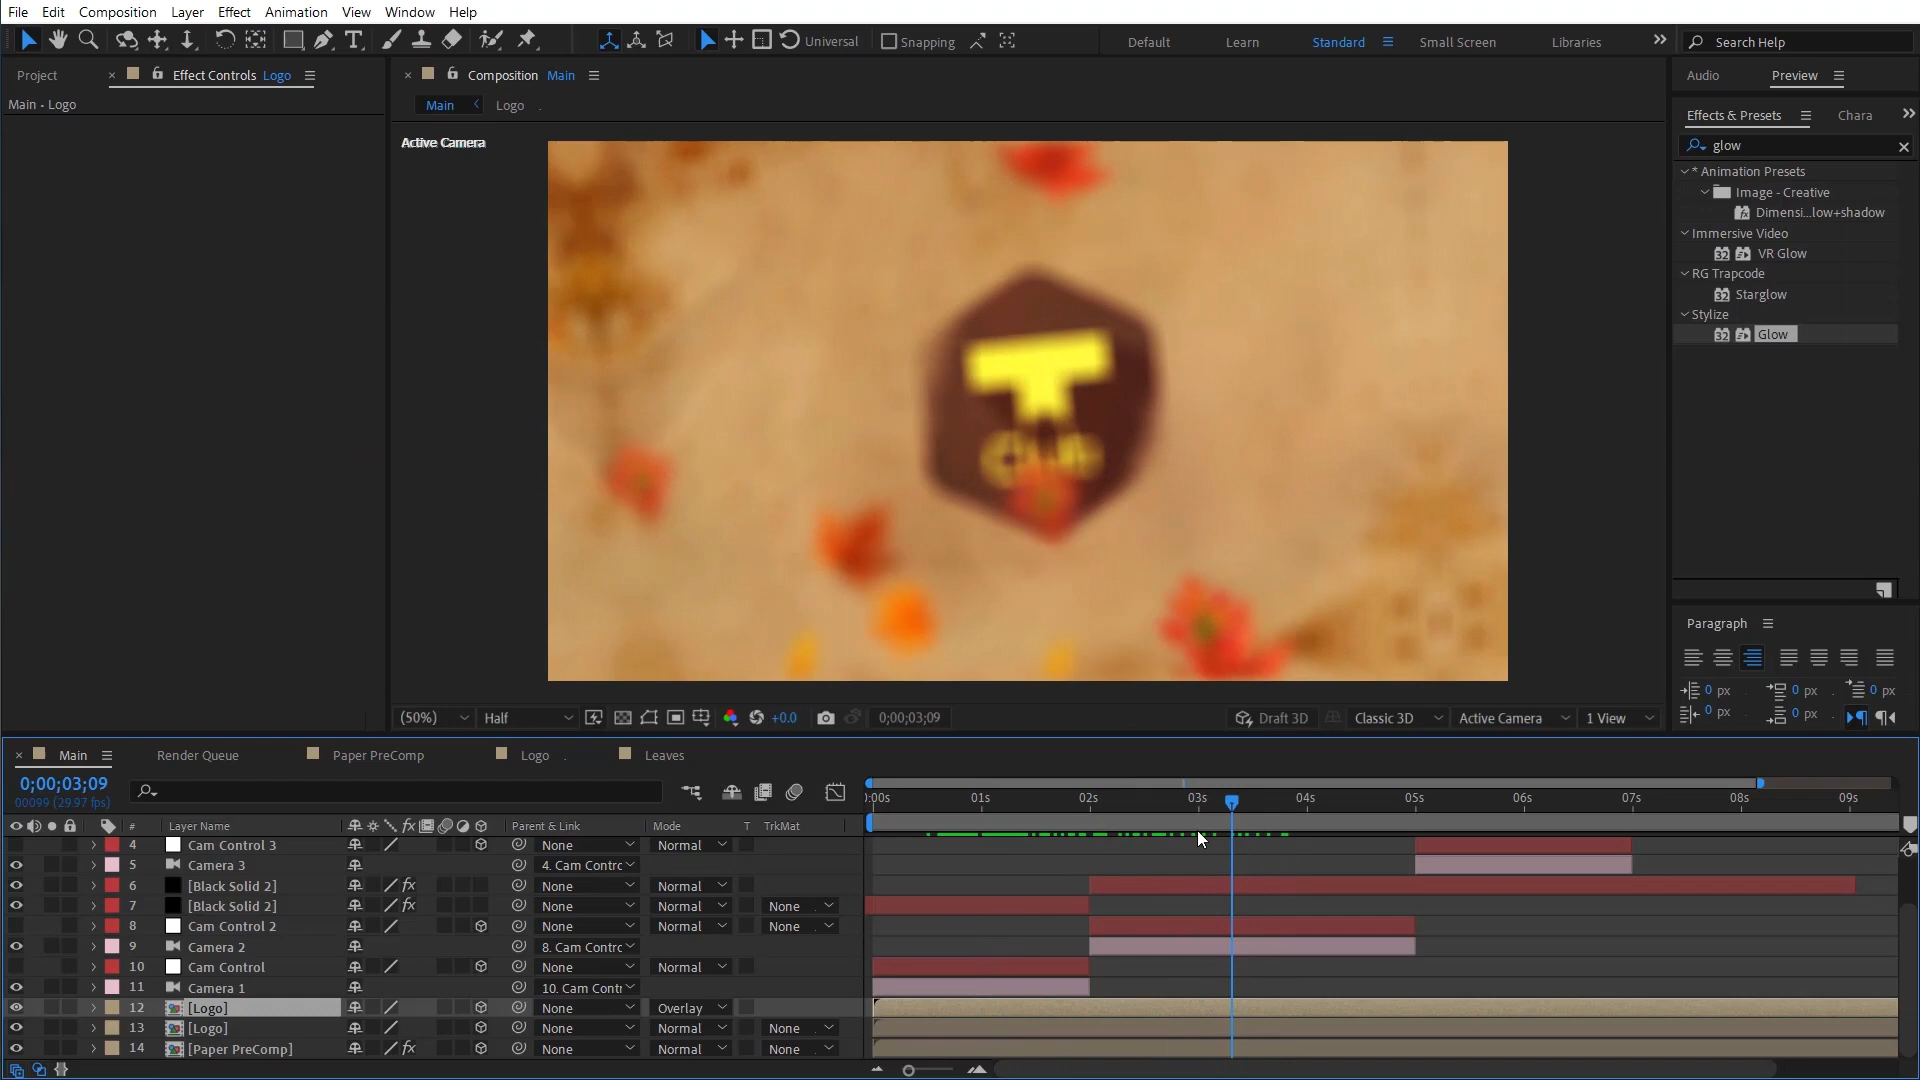 File Edit Composition Layer Effect Animation View Window Help
Universal Snapping Default Learn Standard Small Screen Libraries Search Help
Project Effect Controls Logo
Main • Logo
Composition Main
Main Logo
Active Camera
T
(50%) Half +0.0 0;00;03;09 Draft 3D Classic 3D Active Camera 1 View
Audio Preview
Effects & Presets Chara
glow
* Animation Presets
Image - Creative
Dimensi...low+shadow
Immersive Video
VR Glow
RG Trapcode
Starglow
Stylize
Glow
Paragraph
0 px 0 px 0 px
0 px 0 px
Main Render Queue Paper PreComp Logo Leaves
0;00;03;09
00099 (29.97 fps)
:00s 01s 02s 03s 04s 05s 06s 07s 08s 09s
# Layer Name Parent & Link Mode T TrkMat
4 Cam Control 3 None Normal
5 Camera 3 4. Cam Contrc
6 [Black Solid 2] None Normal
7 [Black Solid 2] None Normal None
8 Cam Control 2 None Normal None
9 Camera 2 8. Cam Contrc
10 Cam Control None Normal
11 Camera 1 10. Cam Contr
12 [Logo] None Overlay
13 [Logo] None Normal None
14 [Paper PreComp] None Normal None